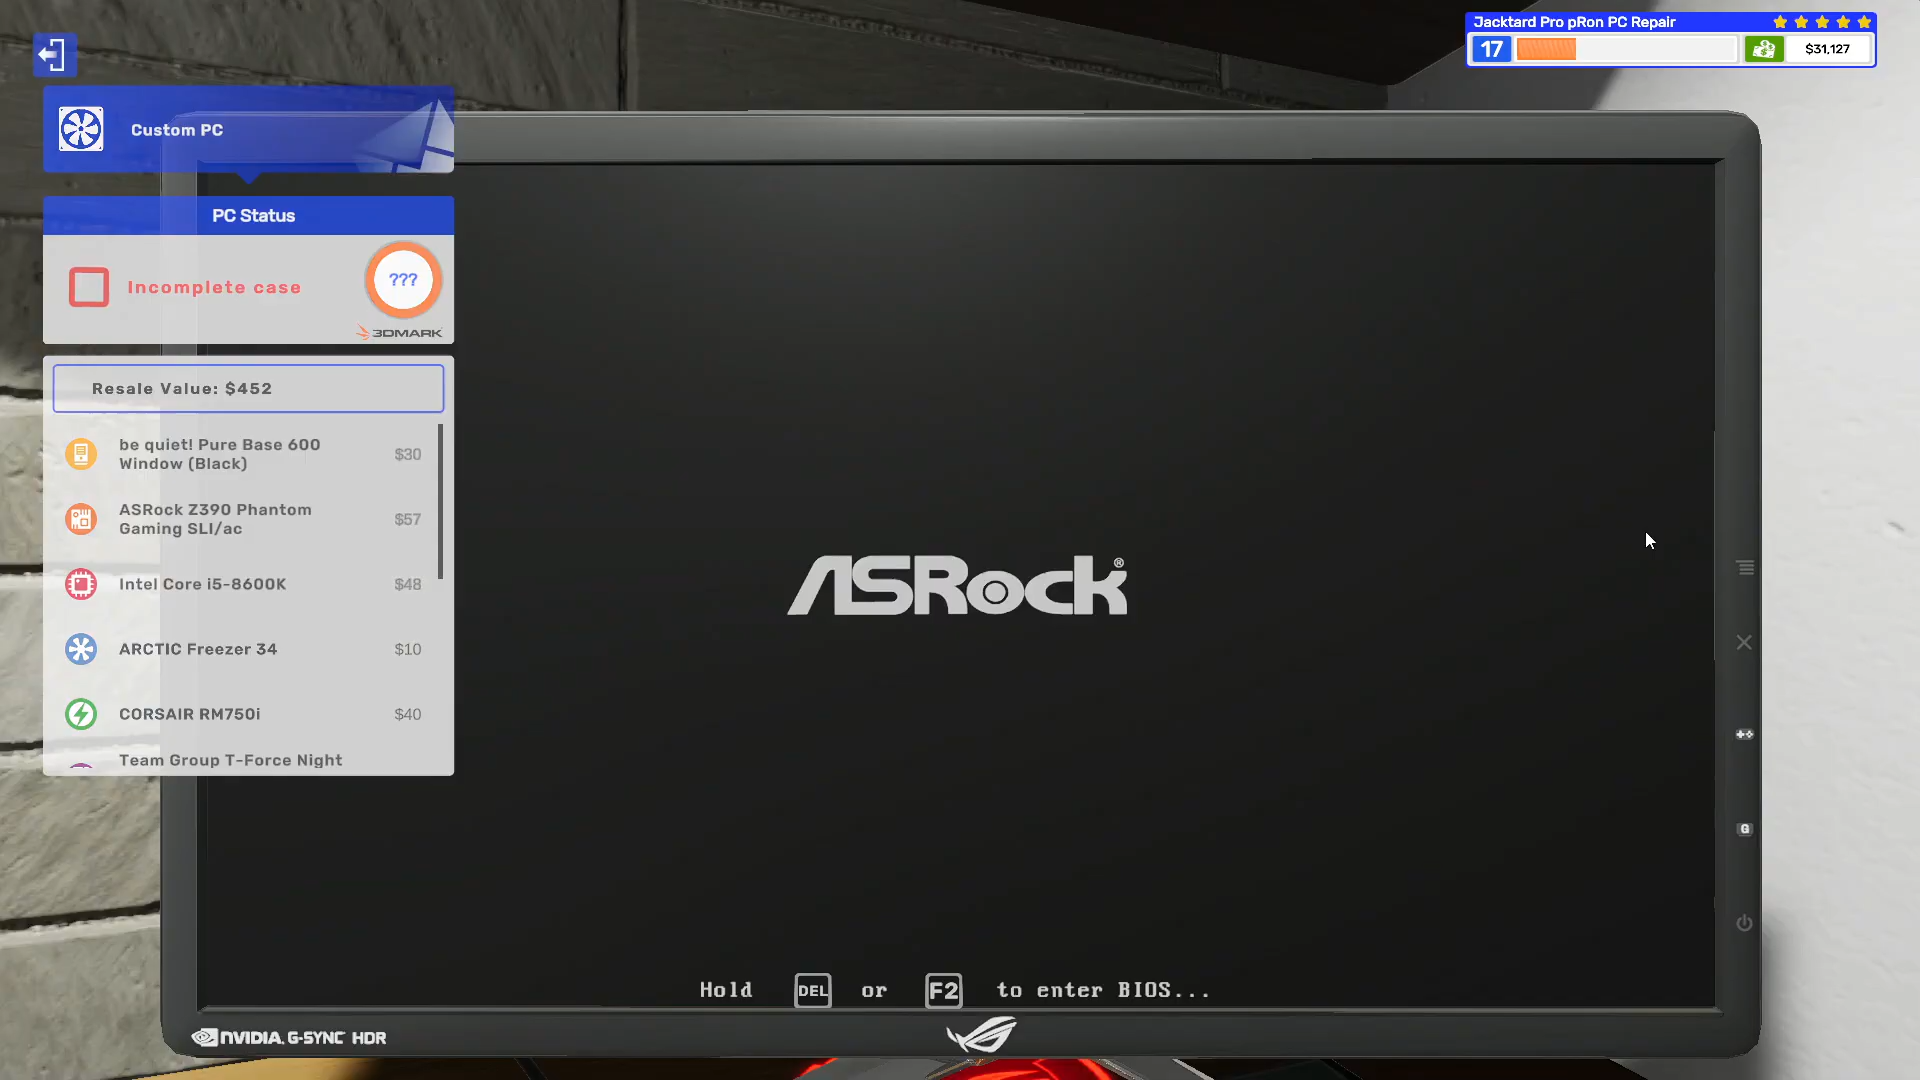 Jacktard Pro pRon PC Repair
17
$31,127
Custom PC
PC Status
Incomplete case
???
3DMARK
Resale Value: $452
be quiet! Pure Base 600
Window (Black)
$30
ASRock Z390 Phantom
Gaming SLI/ac
$57
Intel Core i5-8600K
$48
ARCTIC Freezer 34
$10
CORSAIR RM750i
$40
Team Group T-Force Night
ASRock®
G
Hold DEL or F2 to enter BIOS...
NVIDIA. G-SYNC HDR